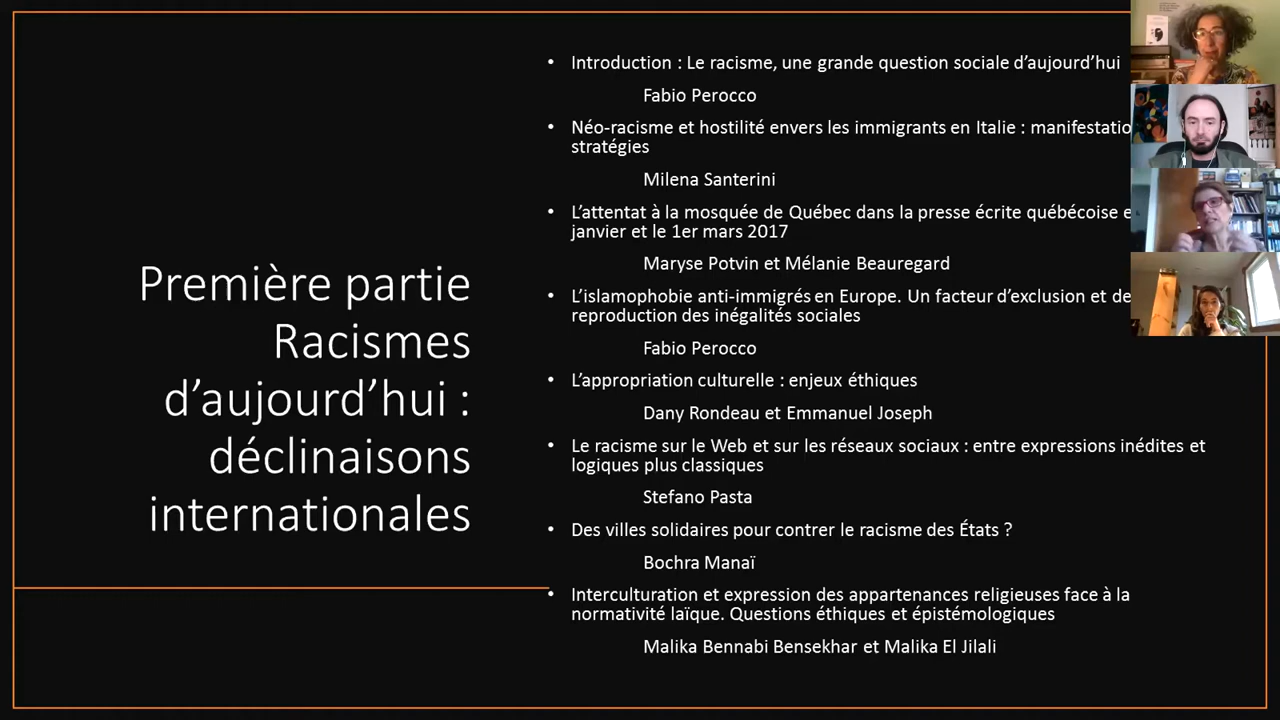 Première partie
Racismes
d’aujourd’hui :
déclinaisons
internationales
• Introduction : Le racisme, une grande question sociale d’aujourd’hui
Fabio Perocco
• Néo-racisme et hostilité envers les immigrants en Italie :
stratégies
Milena Santerini
• L’attentat à la mosquée de Québec dans la presse écrite québécoise
janvier et le 1er mars 2017
Maryse Potvin et Mélanie Beauregard
• L’islamophobie anti-immigrés en Europe. Un facteur d’exclusion et de
reproduction des inégalités sociales
Fabio Perocco
• L’appropriation culturelle : enjeux éthiques
Dany Rondeau et Emmanuel Joseph
• Le racisme sur le Web et sur les réseaux sociaux : entre expressions inédites et
logiques plus classiques
Stefano Pasta
• Des villes solidaires pour contrer le racisme des États ?
Bochra Manaï
• Interculturation et expression des appartenances religieuses face à la
normativité laïque. Questions éthiques et épistémologiques
Malika Bennabi Bensekhar et Malika El Jilali